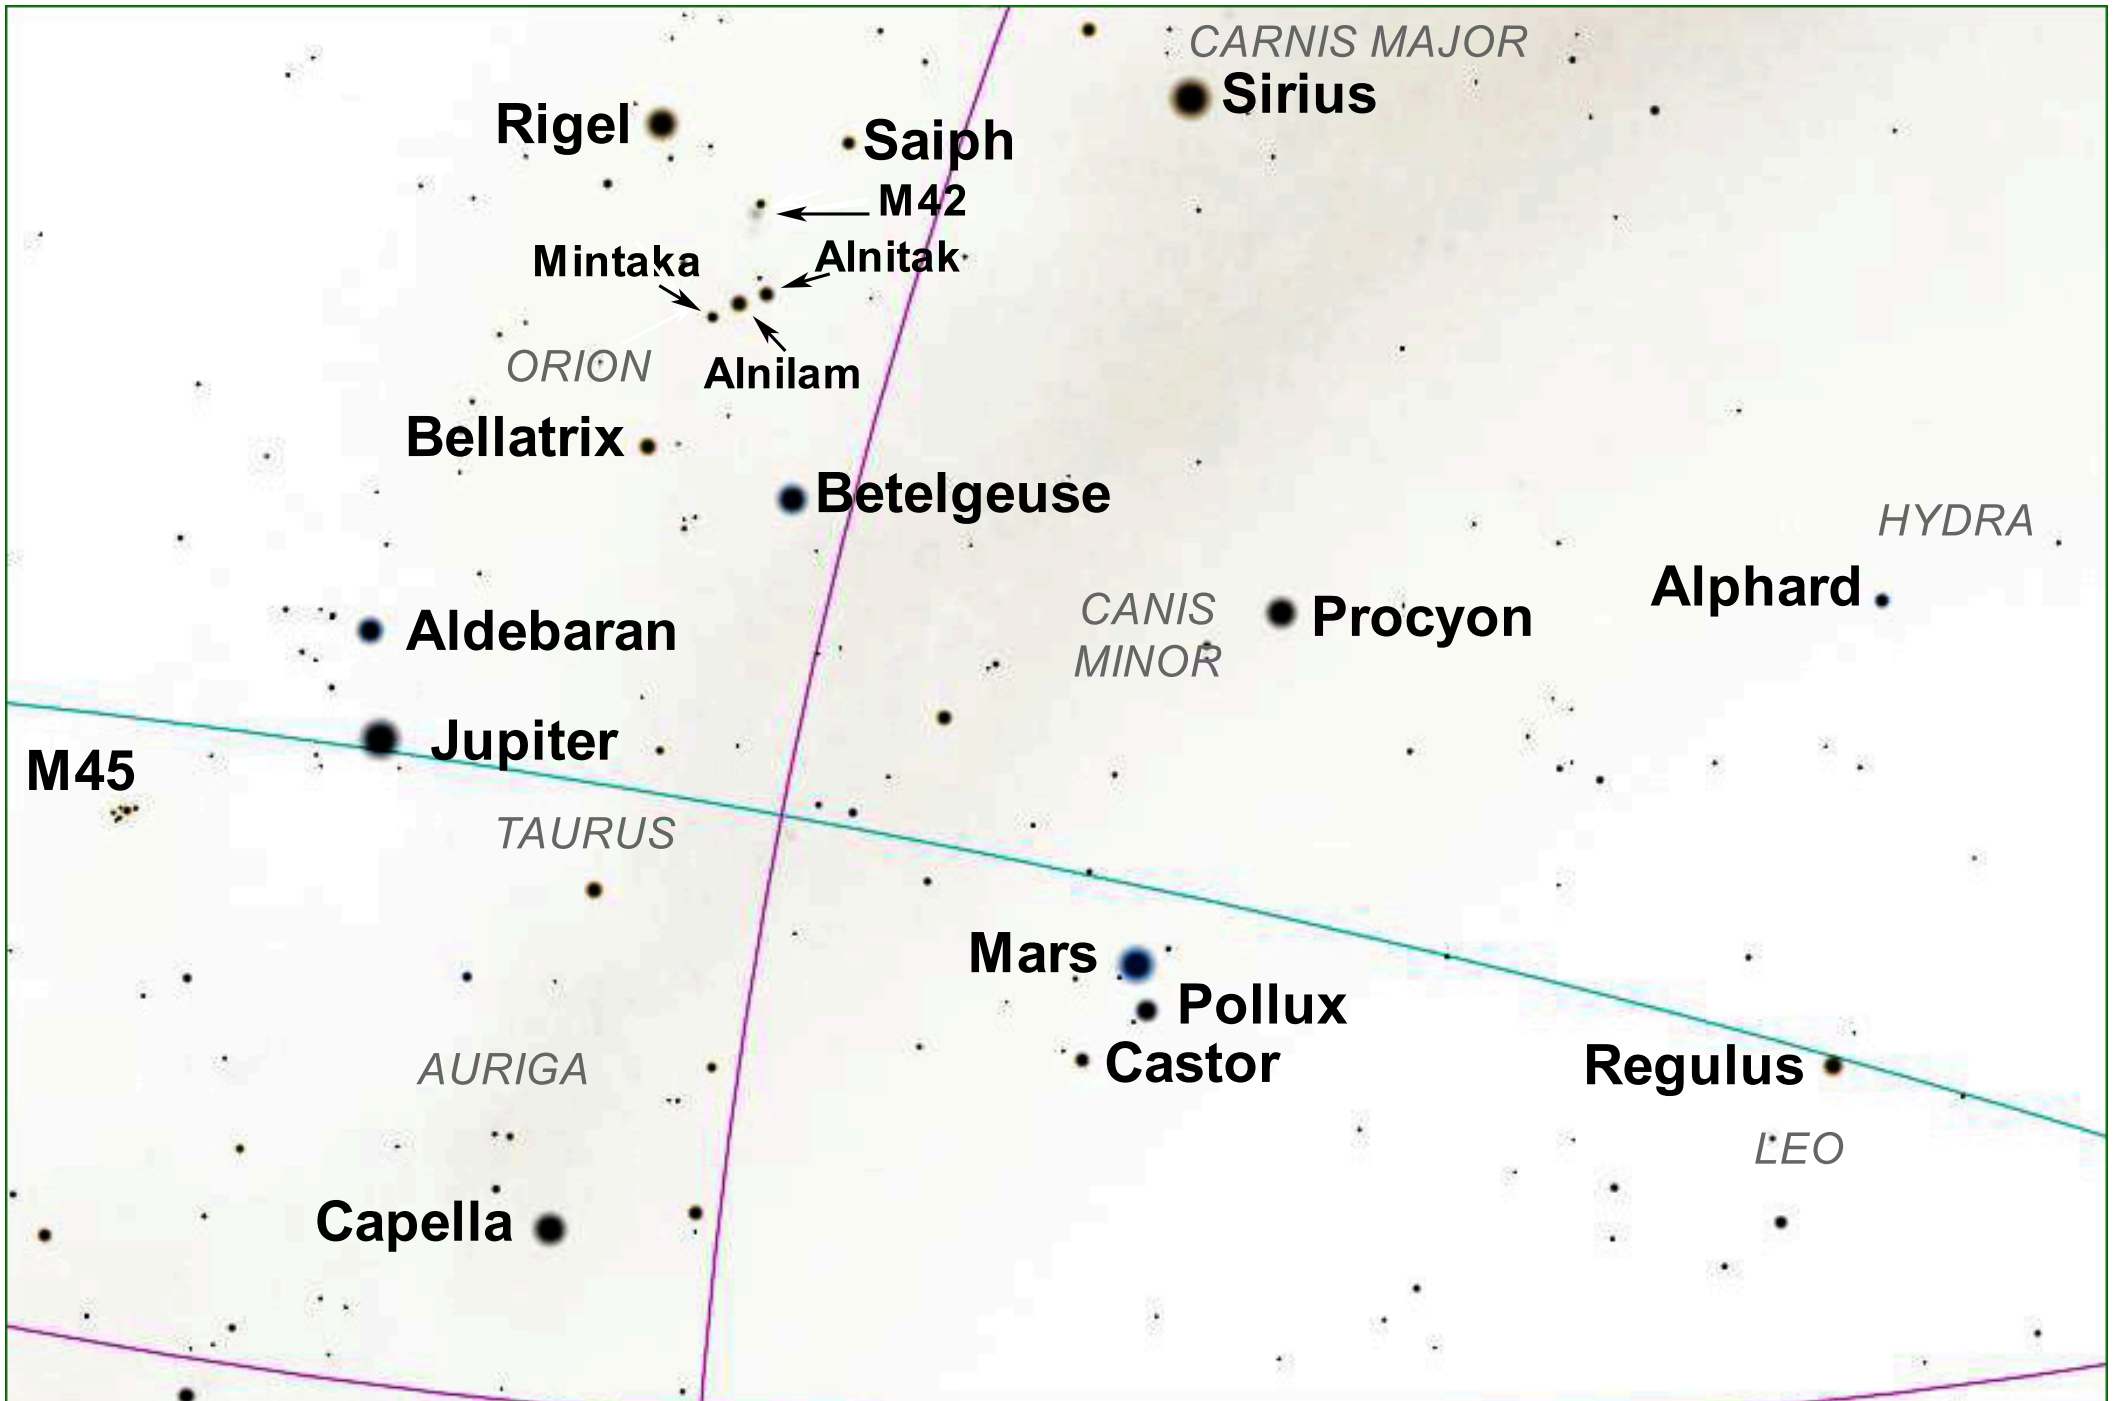 CARNIS MAJOR
Sirius
Rigel
Saiph
M42
Mintaka
Alnitak
ORION
Alnilam
Bellatrix
Betelgeuse
HYDRA
Alphard
CANIS
MINOR
Procyon
Aldebaran
Jupiter
M45
TAURUS
Mars
Pollux
Castor
Regulus
AURIGA
LEO
Capella